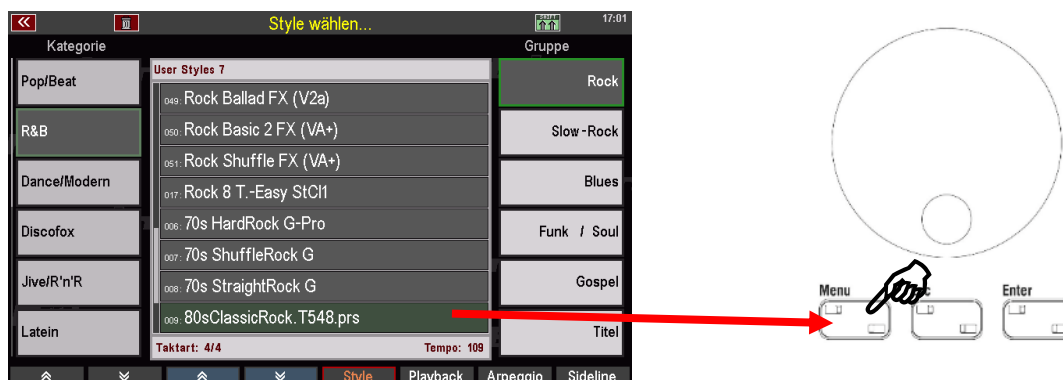 Style wählen...
SHIFT
17:01
Kategorie
Gruppe
Pop/Beat
R&B
Dance/Modern
Discofox
Jive/R'n'R
Latein
User Styles 7
049: Rock Ballad FX (V2a)
050: Rock Basic 2 FX (VA+)
051: Rock Shuffle FX (VA+)
017: Rock 8 T.-Easy StCl1
006: 70s HardRock G-Pro
007: 70s ShuffleRock G
008: 70s StraightRock G
009: 80sClassicRock.T548.prs
Taktart: 4/4 Tempo: 109
Rock
Slow-Rock
Blues
Funk / Soul
Gospel
Titel
Style Playback Arpeggio Sideline
Menu
Enter